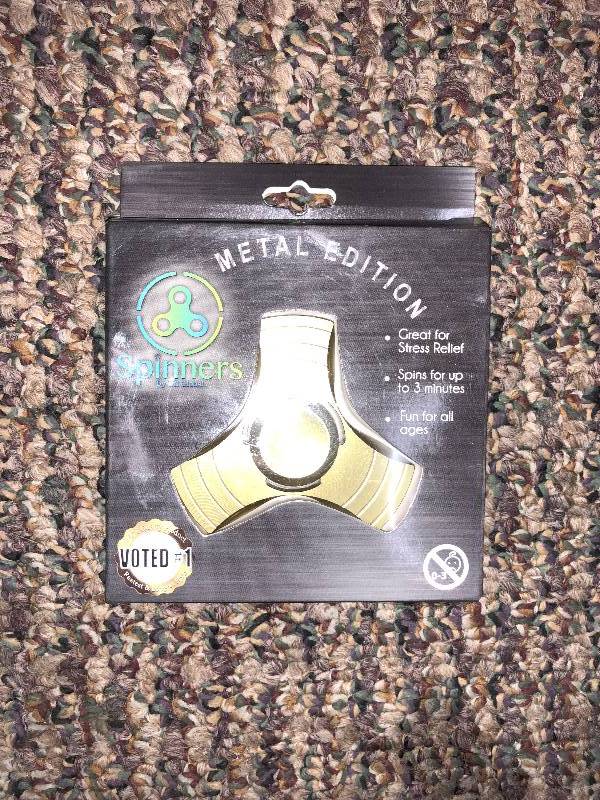 METAL EDITION
Spinners
Great for
Stress Relief
Spins for up
to 3 minutes
Fun for all
ages
VOTED #1
0-3